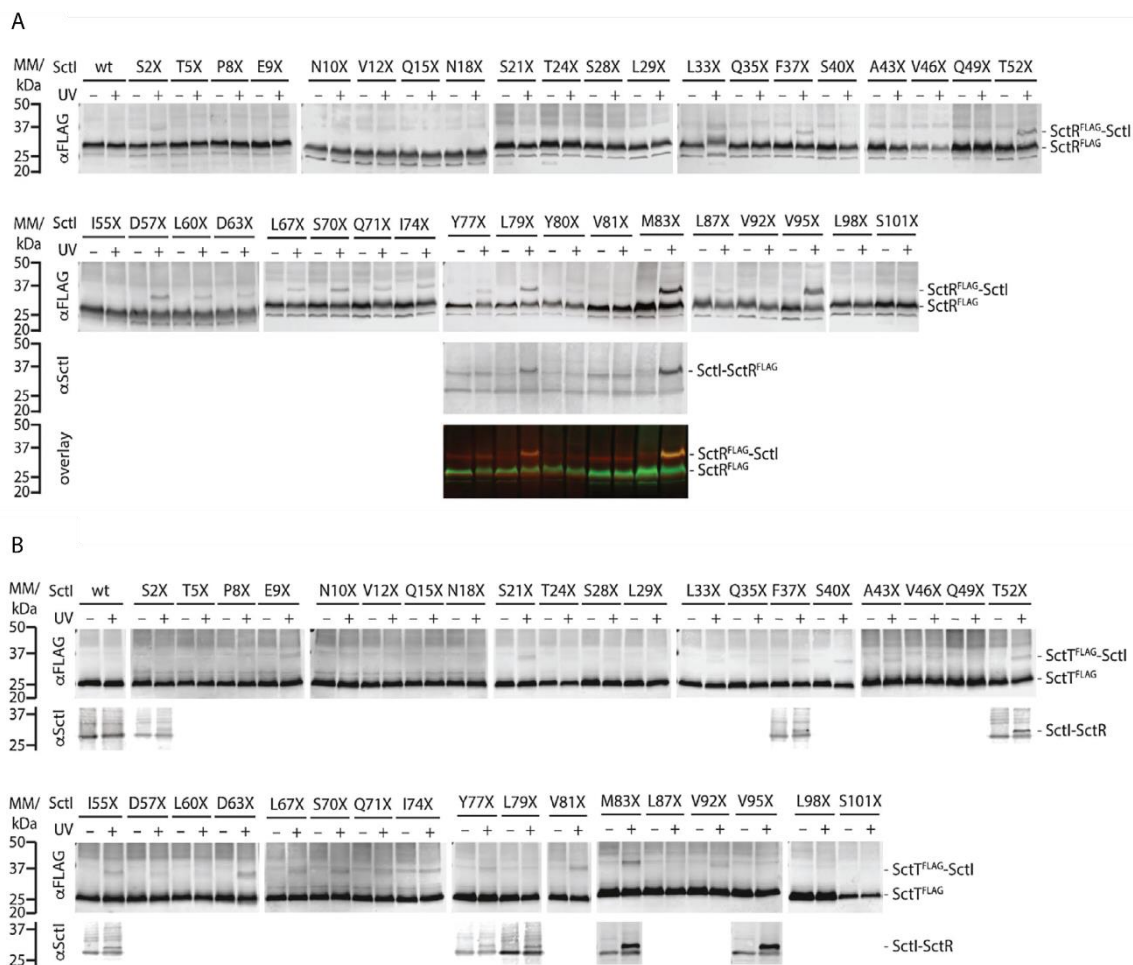 A
MM/ SctI wt S2X T5X P8X E9X N10X V12X Q15X N18X S21X T24X S28X L29X L33X Q35X F37X S40X A43X V46X Q49X T52X
kDa UV - + - + - + - + - + - + - + - + - + - + - + - + - + - + - + - + - + - + - + - + - +
50
37
25
20
αFLAG
- SctR^FLAG-SctI
- SctR^FLAG
MM/ SctI I55X D57X L60X D63X L67X S70X Q71X I74X Y77X L79X Y80X V81X M83X L87X V92X V95X L98X S101X
kDa UV - + - + - + - + - + - + - + - + - + - + - + - + - + - + - + - + - + - +
50
37
25
20
αFLAG
- SctR^FLAG-SctI
- SctR^FLAG
50
37
25
20
αSctI
- SctI-SctR^FLAG
50
37
25
20
overlay
- SctR^FLAG-SctI
- SctR^FLAG
B
MM/ SctI wt S2X T5X P8X E9X N10X V12X Q15X N18X S21X T24X S28X L29X L33X Q35X F37X S40X A43X V46X Q49X T52X
kDa UV - + - + - + - + - + - + - + - + - + - + - + - + - + - + - + - + - + - + - + - + - +
50
37
25
20
αFLAG
- SctT^FLAG-SctI
- SctT^FLAG
37
25
αSctI
- SctI-SctR
MM/ SctI I55X D57X L60X D63X L67X S70X Q71X I74X Y77X L79X V81X M83X L87X V92X V95X L98X S101X
kDa UV - + - + - + - + - + - + - + - + - + - + - + - + - + - + - + - + - +
50
37
25
20
αFLAG
- SctT^FLAG-SctI
- SctT^FLAG
37
25
αSctI
- SctI-SctR